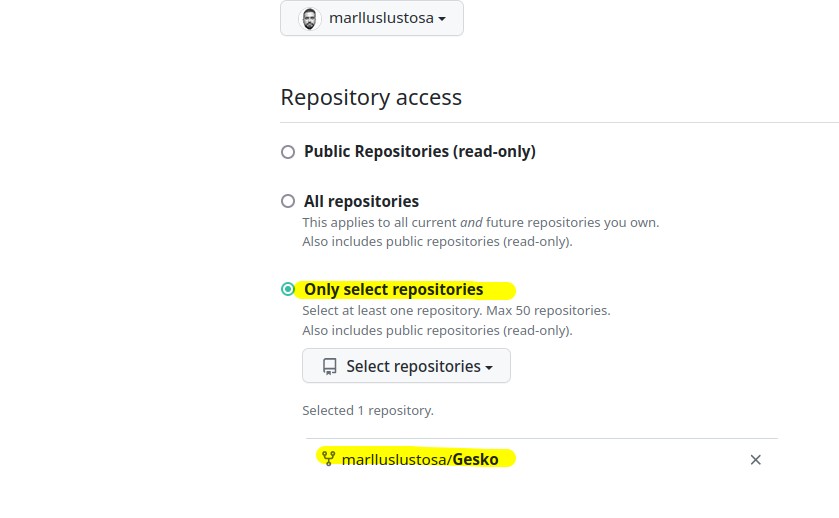 marlluslustosa
Repository access
Public Repositories (read-only)
All repositories
This applies to all current and future repositories you own.
Also includes public repositories (read-only).
Only select repositories
Select at least one repository. Max 50 repositories.
Also includes public repositories (read-only).
Select repositories
Selected 1 repository.
marlluslustosa/Gesko